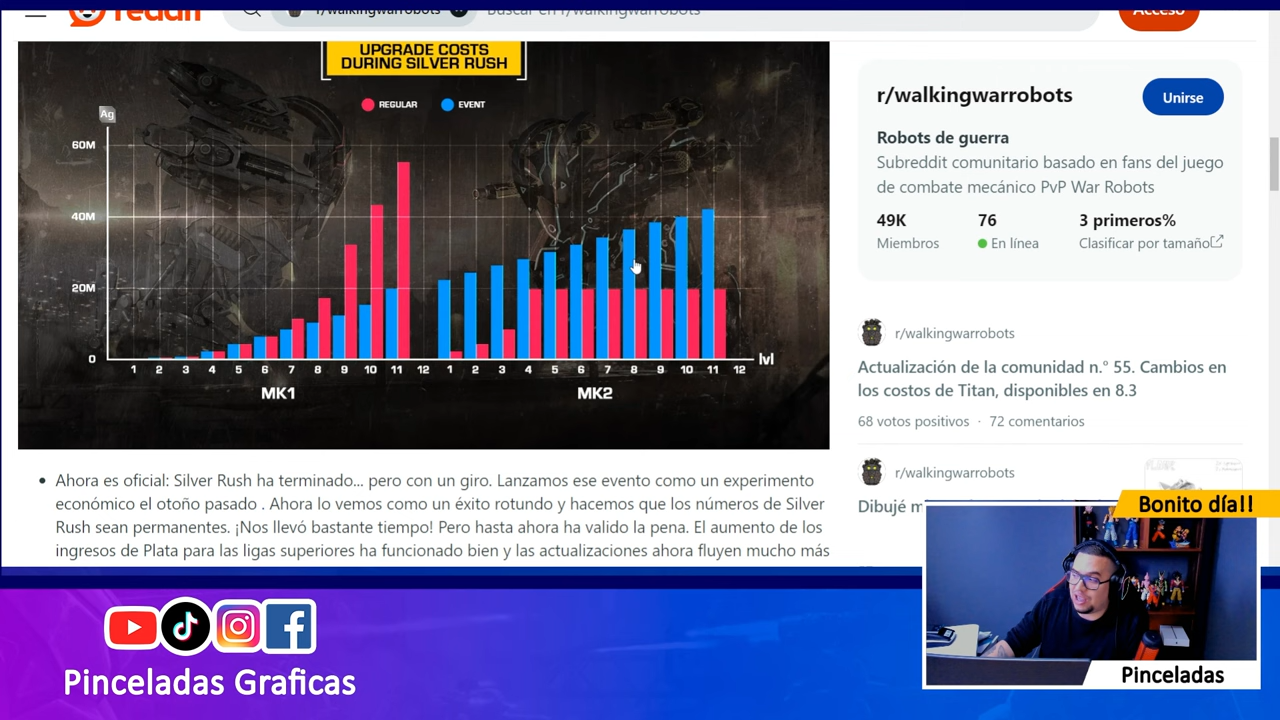 reddit
r/walkingwarrobots
Buscar en r/walkingwarrobots
Acceso
UPGRADE COSTS
DURING SILVER RUSH
REGULAR EVENT
Ag
60M
40M
20M
0
1 2 3 4 5 6 7 8 9 10 11 12 1 2 3 4 5 6 7 8 9 10 11 12 lvl
MK1 MK2
Ahora es oficial: Silver Rush ha terminado... pero con un giro. Lanzamos ese evento como un experimento
económico el otoño pasado . Ahora lo vemos como un éxito rotundo y hacemos que los números de Silver
Rush sean permanentes. ¡Nos llevó bastante tiempo! Pero hasta ahora ha valido la pena. El aumento de los
ingresos de Plata para las ligas superiores ha funcionado bien y las actualizaciones ahora fluyen mucho más
r/walkingwarrobots
Unirse
Robots de guerra
Subreddit comunitario basado en fans del juego
de combate mecánico PvP War Robots
49K 76 3 primeros%
Miembros En línea Clasificar por tamaño
r/walkingwarrobots
Actualización de la comunidad n.° 55. Cambios en
los costos de Titan, disponibles en 8.3
68 votos positivos · 72 comentarios
r/walkingwarrobots
Dibujé
Bonito día!!
Pinceladas
Pinceladas Graficas